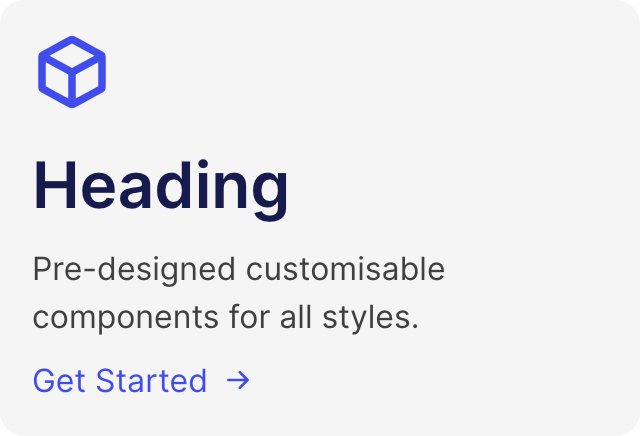 Heading
Pre-designed customisable
components for all styles.
Get Started →